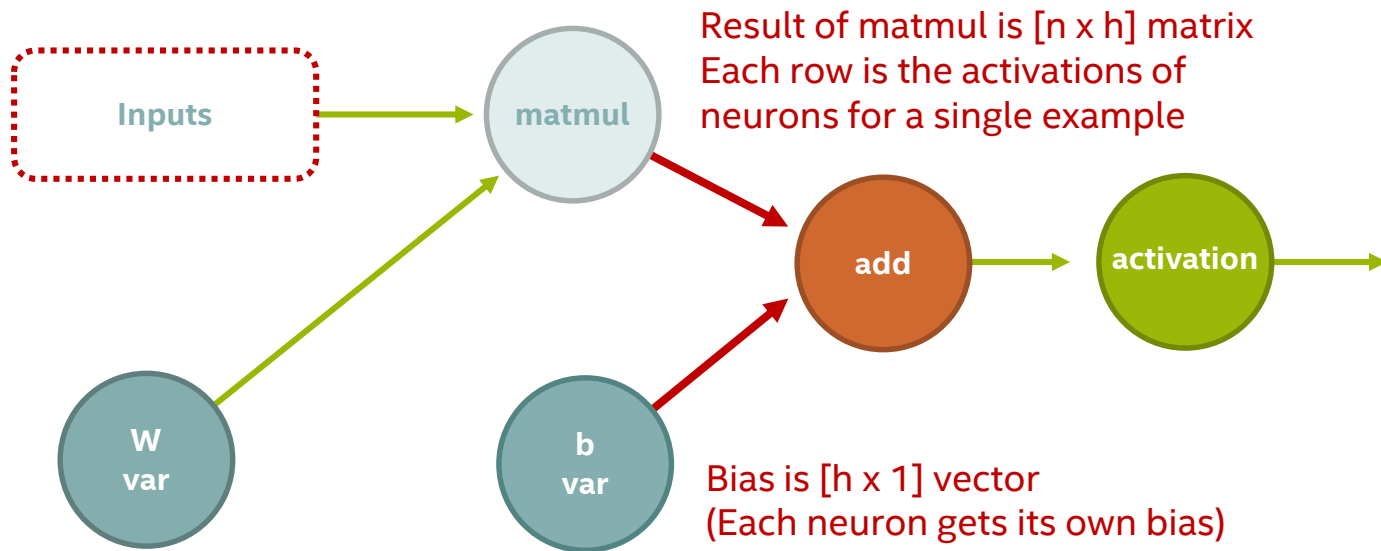 Result of matmul is [n x h] matrix
Each row is the activations of
neurons for a single example
Inputs
matmul
add
activation
W
var
b
var
Bias is [h x 1] vector
(Each neuron gets its own bias)